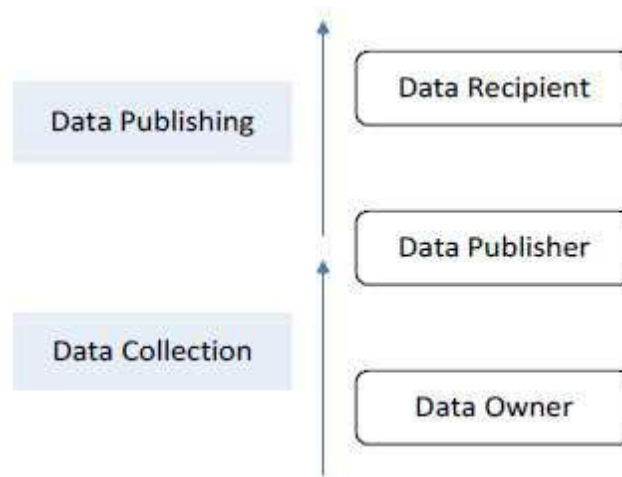 Data Recipient
Data Publishing
Data Publisher
Data Collection
Data Owner